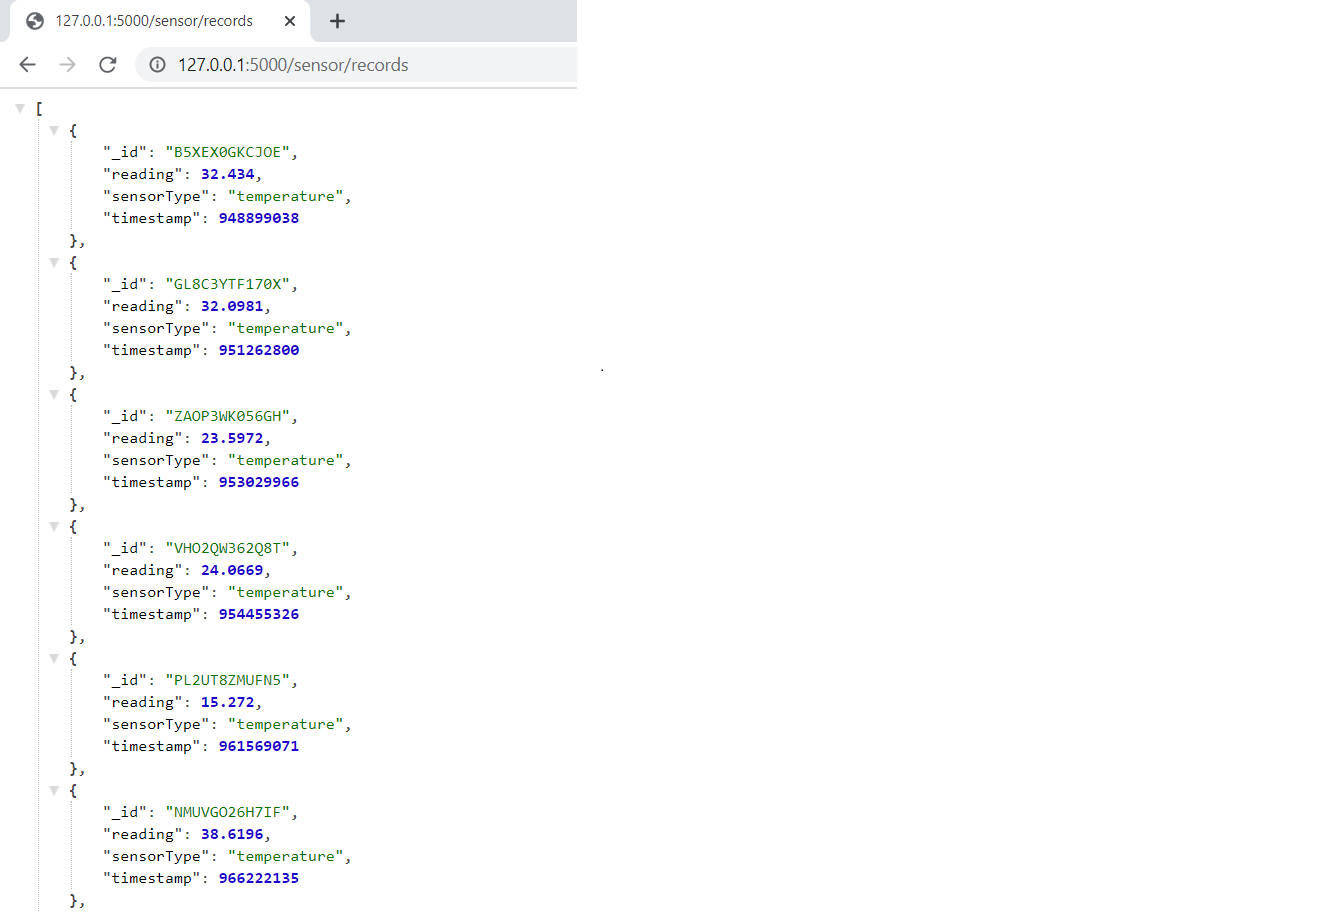 127.0.0.1:5000/sensor/records
127.0.0.1:5000/sensor/records
[
{
"_id": "B5XEX0GKCJOE",
"reading": 32.434,
"sensorType": "temperature",
"timestamp": 948899038
},
{
"_id": "GL8C3YTF170X",
"reading": 32.0981,
"sensorType": "temperature",
"timestamp": 951262800
},
{
"_id": "ZAOP3WK056GH",
"reading": 23.5972,
"sensorType": "temperature",
"timestamp": 953029966
},
{
"_id": "VHO2QW362Q8T",
"reading": 24.0669,
"sensorType": "temperature",
"timestamp": 954455326
},
{
"_id": "PL2UT8ZMUFN5",
"reading": 15.272,
"sensorType": "temperature",
"timestamp": 961569071
},
{
"_id": "NMUVGO26H7IF",
"reading": 38.6196,
"sensorType": "temperature",
"timestamp": 966222135
},